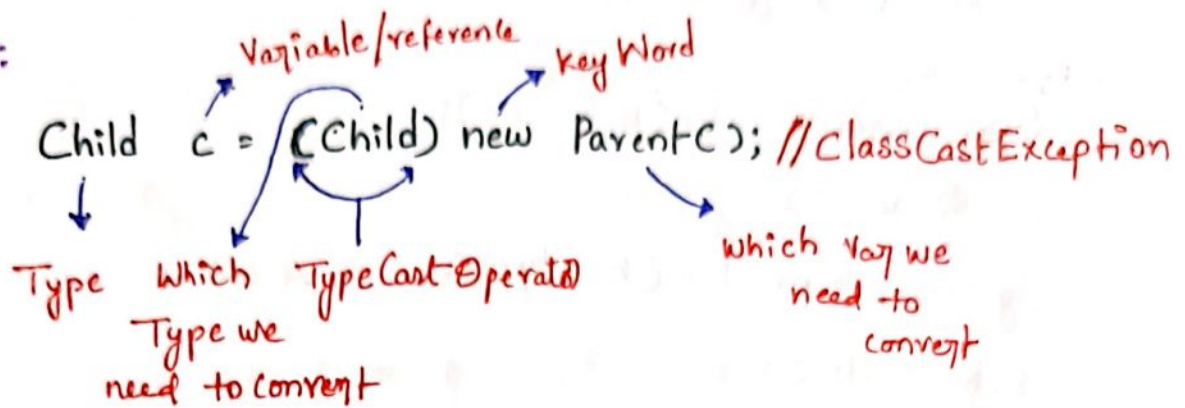 :
Variable/reference
Key Word
Child c = (Child) new Parent(); //ClassCastException
Type
which
Type we
need to Convert
TypeCast Operator
which var we
need to
convert